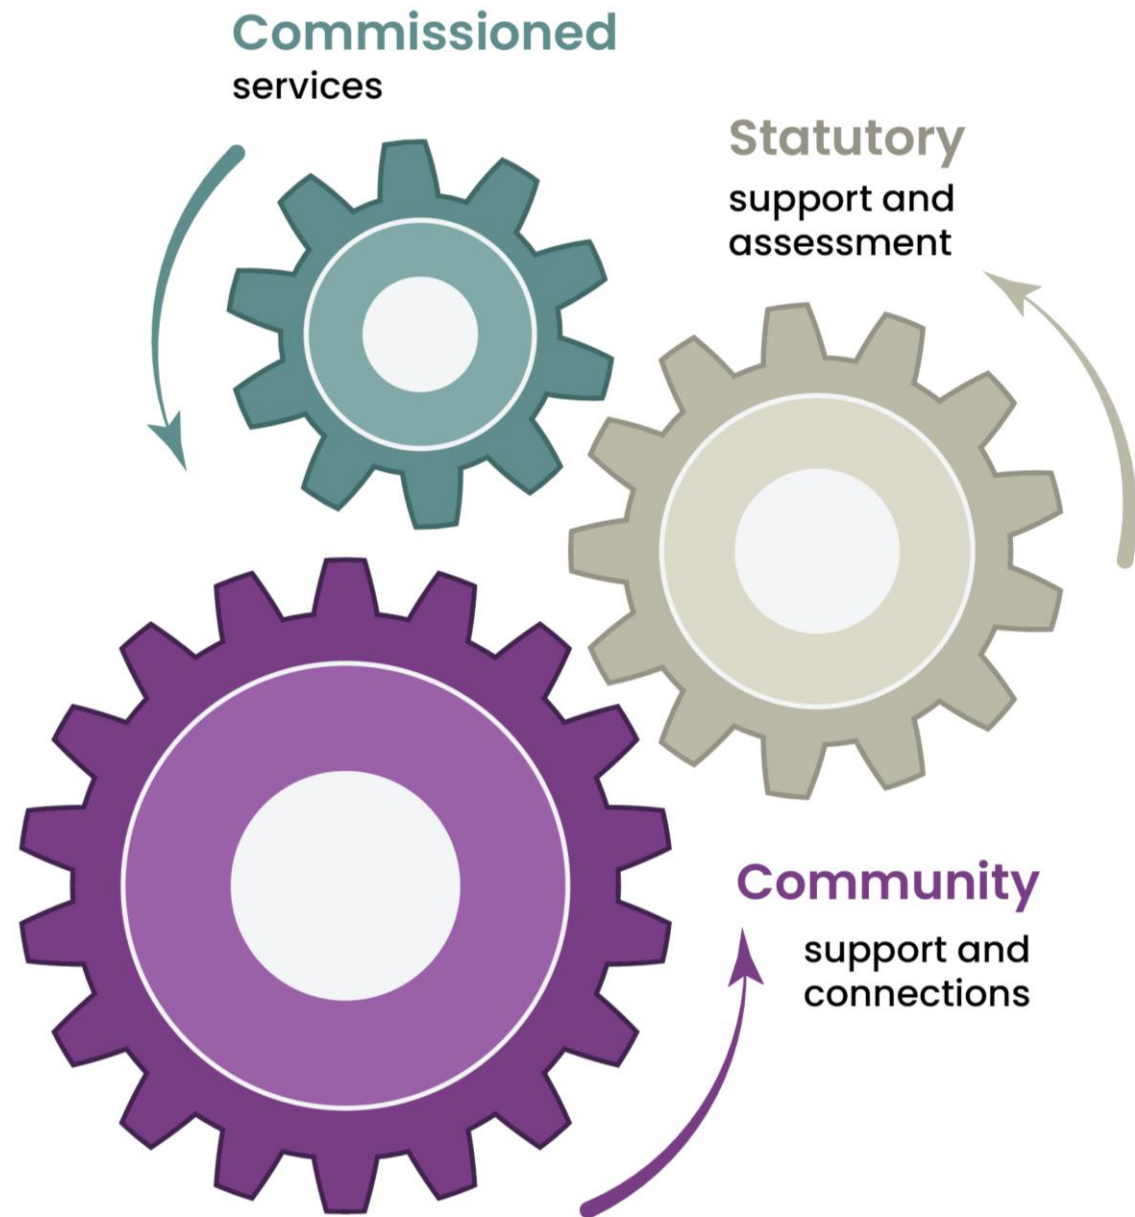 Commissioned
services
Statutory
support and
assessment
Community
support and
connections